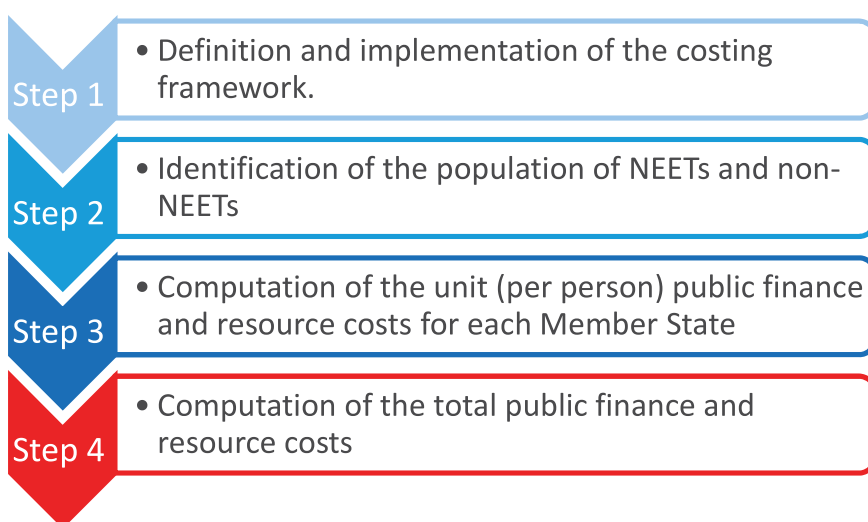 Step 1
• Definition and implementation of the costing
framework.
Step 2
• Identification of the population of NEETs and non-
NEETs
Step 3
• Computation of the unit (per person) public finance
and resource costs for each Member State
Step 4
• Computation of the total public finance and
resource costs